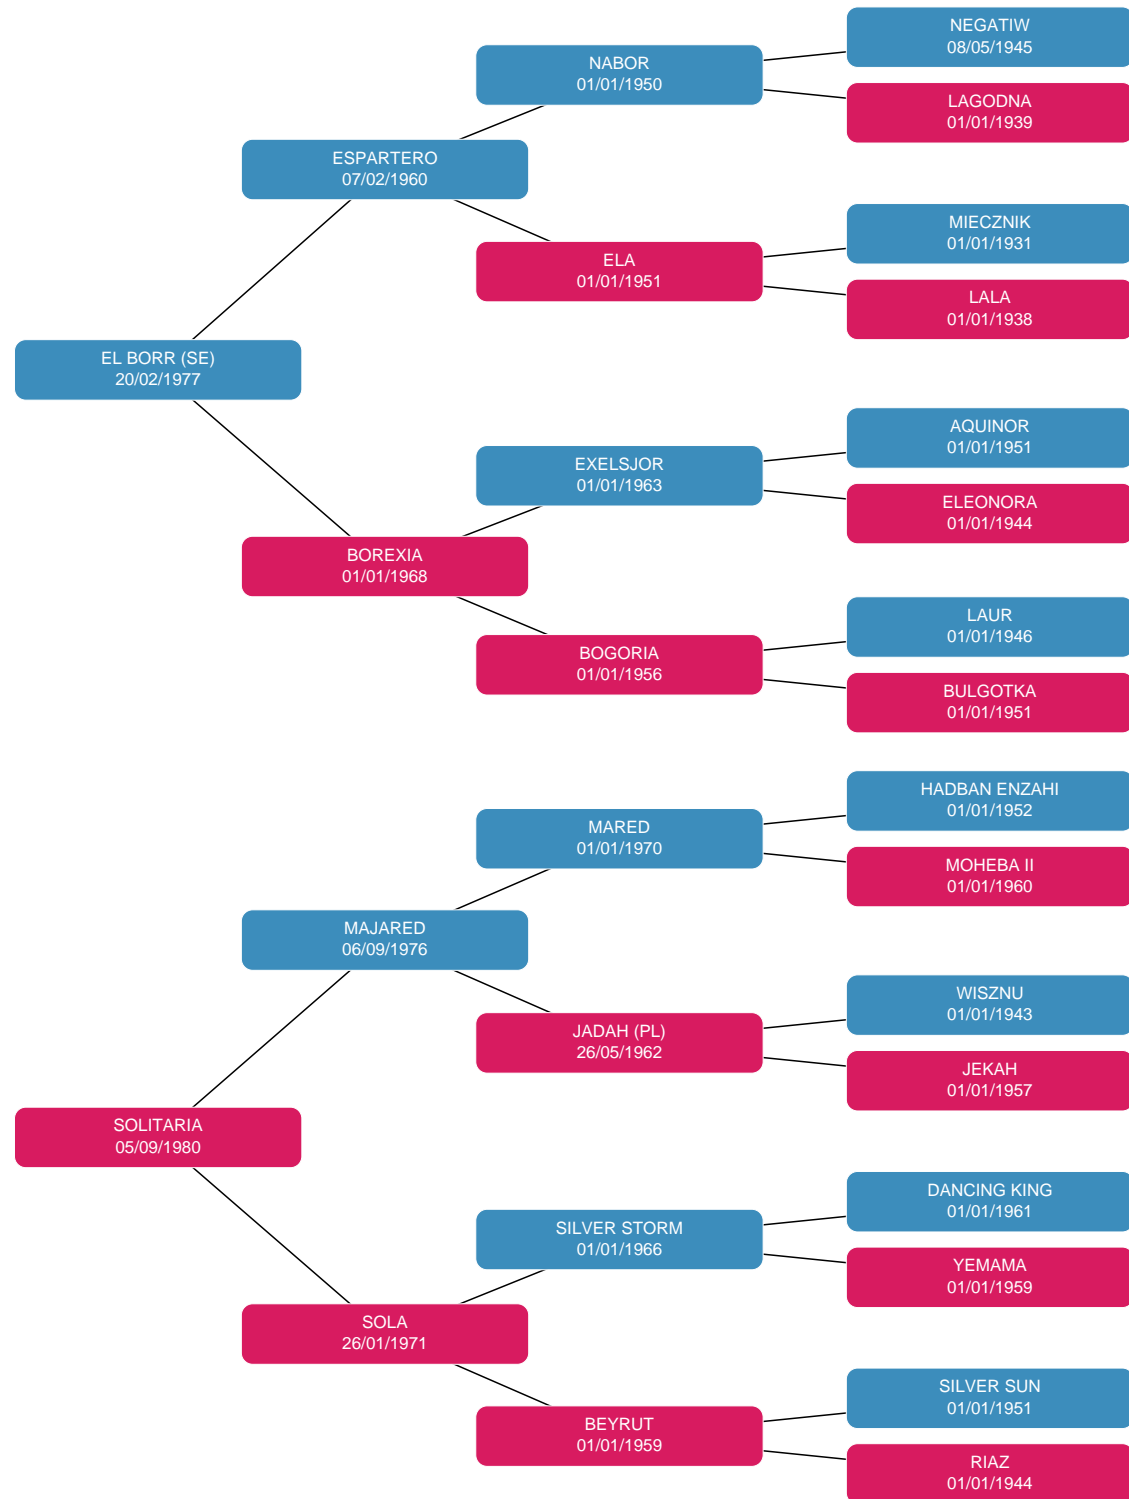 NEGATIW
08/05/1945
NABOR
01/01/1950
LAGODNA
01/01/1939
ESPARTERO
07/02/1960
MIECZNIK
01/01/1931
ELA
01/01/1951
LALA
01/01/1938
EL BORR (SE)
20/02/1977
AQUINOR
01/01/1951
EXELSJOR
01/01/1963
ELEONORA
01/01/1944
BOREXIA
01/01/1968
LAUR
01/01/1946
BOGORIA
01/01/1956
BULGOTKA
01/01/1951
HADBAN ENZAHI
01/01/1952
MARED
01/01/1970
MOHEBA II
01/01/1960
MAJARED
06/09/1976
WISZNU
01/01/1943
JADAH (PL)
26/05/1962
JEKAH
01/01/1957
SOLITARIA
05/09/1980
DANCING KING
01/01/1961
SILVER STORM
01/01/1966
YEMAMA
01/01/1959
SOLA
26/01/1971
SILVER SUN
01/01/1951
BEYRUT
01/01/1959
RIAZ
01/01/1944